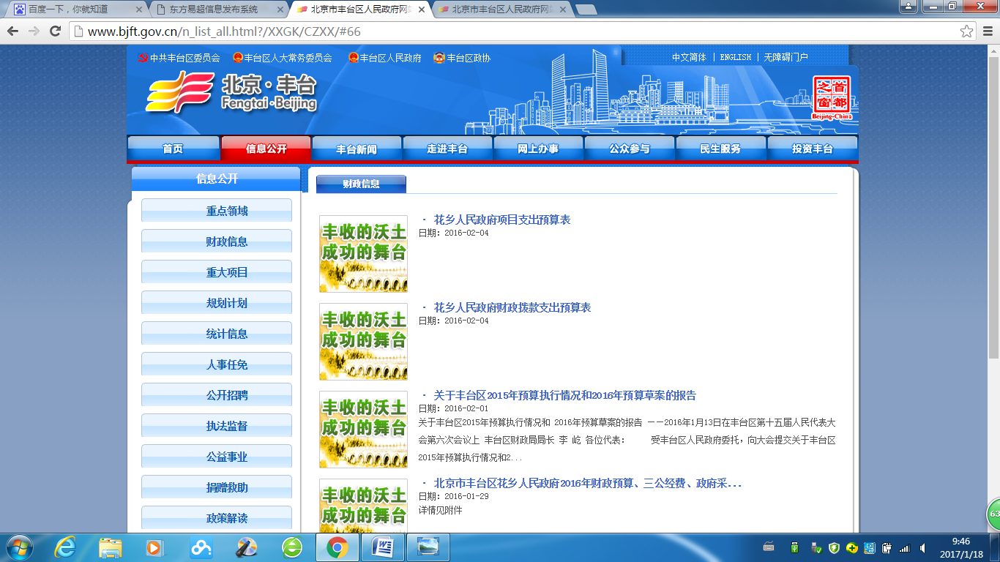 百度一下，你就知道
东方易超信息发布系统
北京市丰台区人民政府网
北京市丰台区人民政府网
www.bjft.gov.cn/n_list_all.html?/XXGK/CZXX/#66
中共丰台区委员会 丰台区人大常务委员会 丰台区人民政府 丰台区政协
中文简体 | ENGLISH | 无障碍门户
北京·丰台
Fengtai·Beijing
首都之窗
Beijing-China
首页 信息公开 丰台新闻 走进丰台 网上办事 公众参与 民生服务 投资丰台
信息公开
重点领域
财政信息
重大项目
规划计划
统计信息
人事任免
公开招聘
执法监督
公益事业
捐赠救助
政策解读
财政信息
丰收的沃土
成功的舞台
· 花乡人民政府项目支出预算表
日期：2016-02-04
丰收的沃土
成功的舞台
· 花乡人民政府财政拨款支出预算表
日期：2016-02-04
丰收的沃土
成功的舞台
· 关于丰台区2015年预算执行情况和2016年预算草案的报告
日期：2016-02-01
关于丰台区2015年预算执行情况和 2016年预算草案的报告 －－2016年1月13日在丰台区第十五届人民代表大
会第六次会议上 丰台区财政局局长 李 屹 各位代表： 受丰台区人民政府委托，向大会提交关于丰台区
2015年预算执行情况和2...
丰收的沃土
成功的舞台
· 北京市丰台区花乡人民政府2016年财政预算、三公经费、政府采...
日期：2016-01-29
详情见附件
63
9:46
2017/1/18